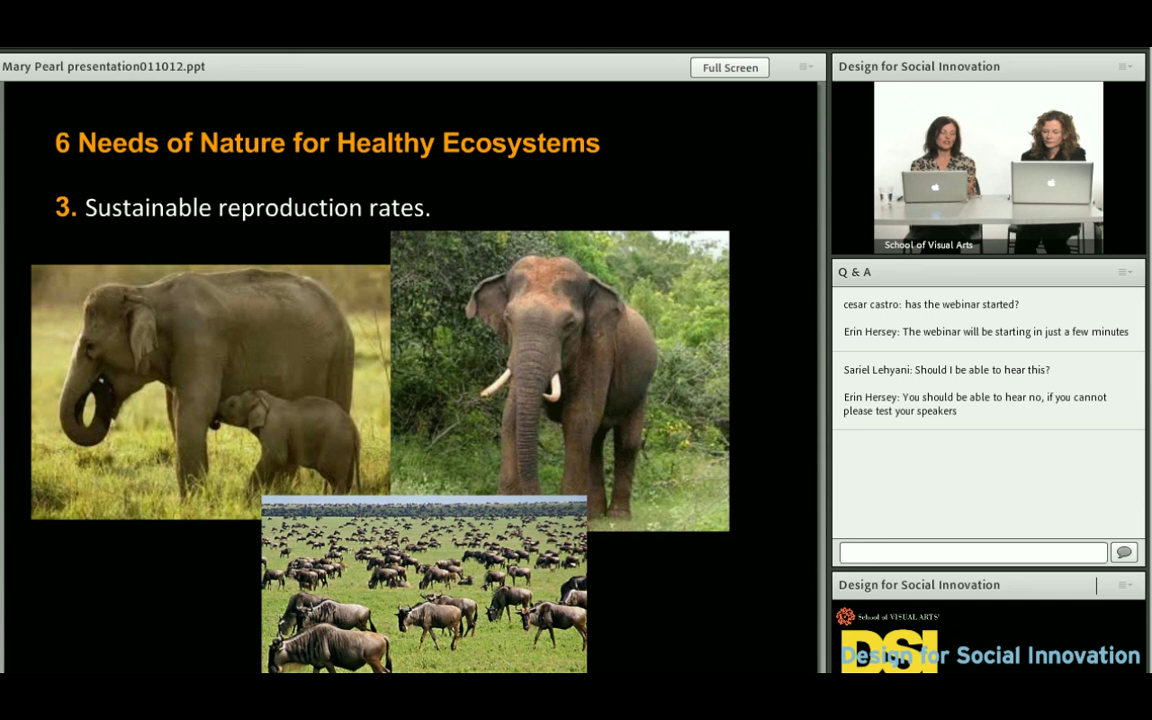 Mary Pearl presentation011012.ppt
Full Screen
6 Needs of Nature for Healthy Ecosystems
3. Sustainable reproduction rates.
Design for Social Innovation
School of Visual Arts
Q & A
cesar castro: has the webinar started?
Erin Hersey: The webinar will be starting in just a few minutes
Sariel Lehyani: Should I be able to hear this?
Erin Hersey: You should be able to hear no, if you cannot
please test your speakers
Design for Social Innovation
School of VISUAL ARTS
DSI
Design for Social Innovation